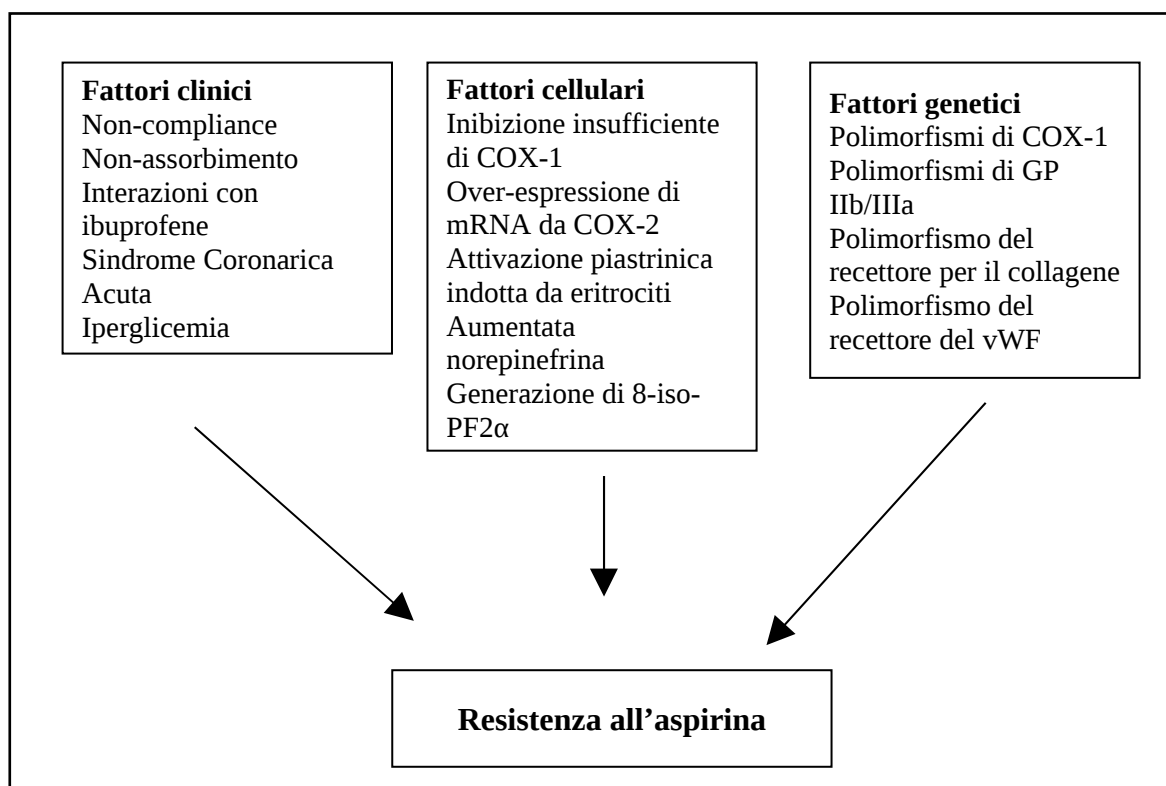 Fattori clinici
Non-compliance
Non-assorbimento
Interazioni con
ibuprofene
Sindrome Coronarica
Acuta
Iperglicemia
Fattori cellulari
Inibizione insufficiente
di COX-1
Over-espressione di
mRNA da COX-2
Attivazione piastrinica
indotta da eritrociti
Aumentata
norepinefrina
Generazione di 8-iso-
PF2α
Fattori genetici
Polimorfismi di COX-1
Polimorfismi di GP
IIb/IIIa
Polimorfismo del
recettore per il collagene
Polimorfismo del
recettore del vWF
Resistenza all’aspirina